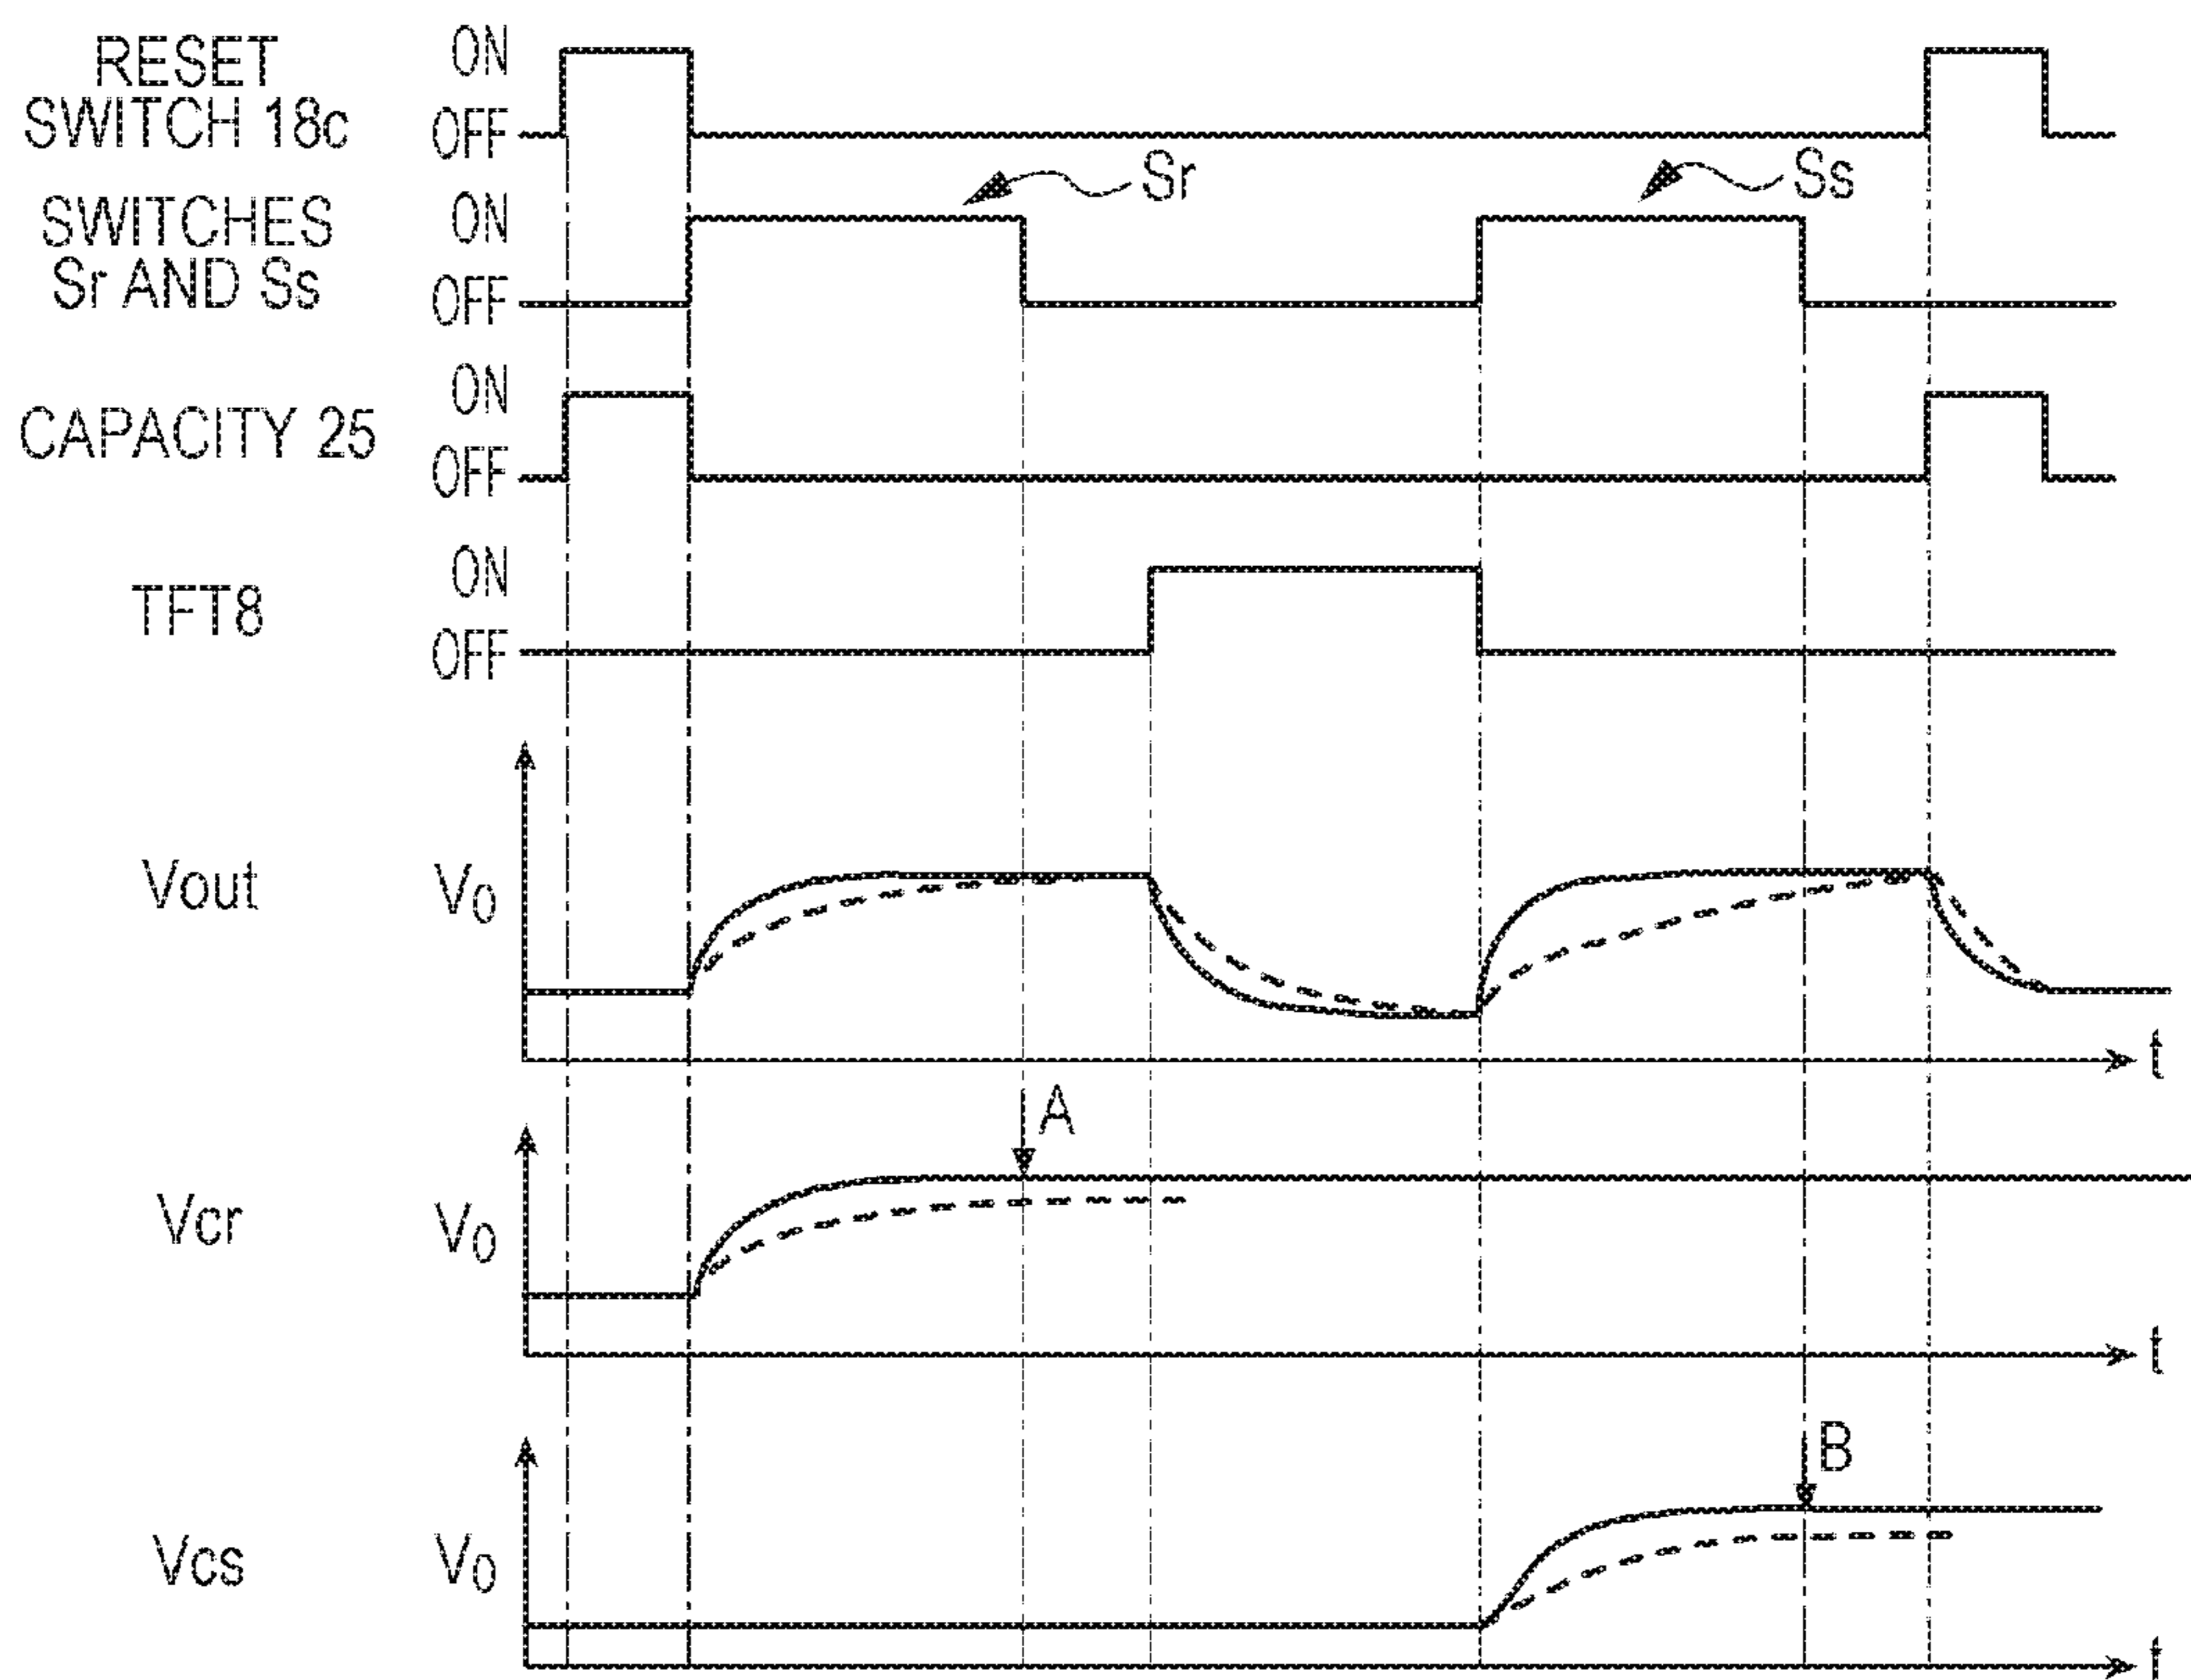 RESET
SWITCH 18c
ON
OFF
Sr
Ss
SWITCHES
Sr AND Ss
ON
OFF
CAPACITY 25
ON
OFF
TFT8
ON
OFF
Vout
V0
t
A
Vcr
V0
t
B
Vcs
V0
t